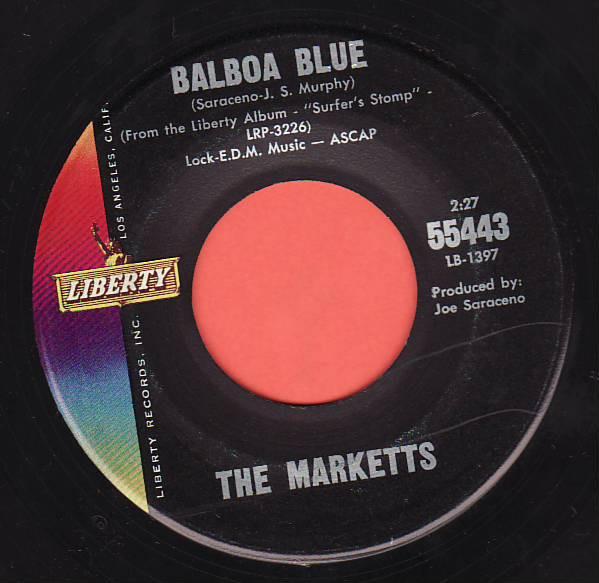 BALBOA BLUE
(Saraceno-J. S. Murphy)
(From the Liberty Album - "Surfer's Stomp" -
LRP-3226)
Lock-E.D.M. Music — ASCAP
2:27
55443
LB-1397
Produced by:
Joe Saraceno
LIBERTY
LIBERTY RECORDS, INC.
LOS ANGELES, CALIF.
THE MARKETTS